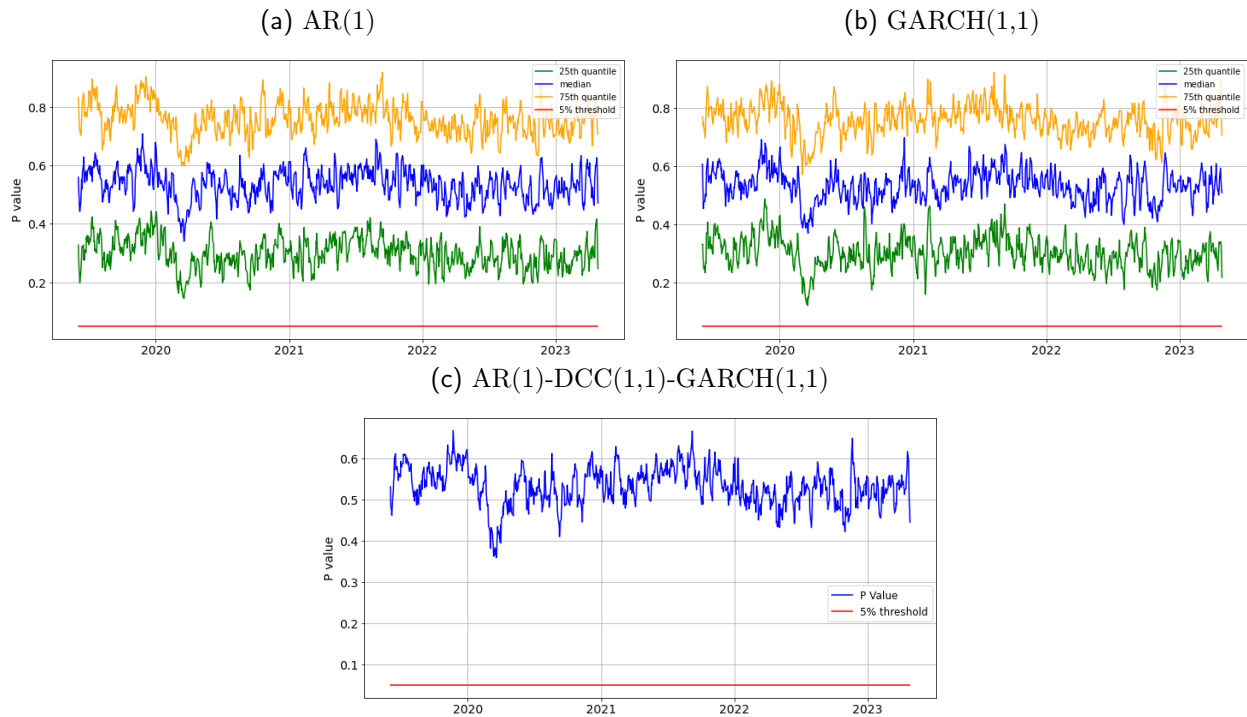 (a) AR(1)
(b) GARCH(1,1)
25th quantile
median
75th quantile
5% threshold
P value
0.8
0.6
0.4
0.2
2020
2021
2022
2023
25th quantile
median
75th quantile
5% threshold
P value
0.8
0.6
0.4
0.2
2020
2021
2022
2023
(c) AR(1)-DCC(1,1)-GARCH(1,1)
P value
0.6
0.5
0.4
0.3
0.2
0.1
P Value
5% threshold
2020
2021
2022
2023